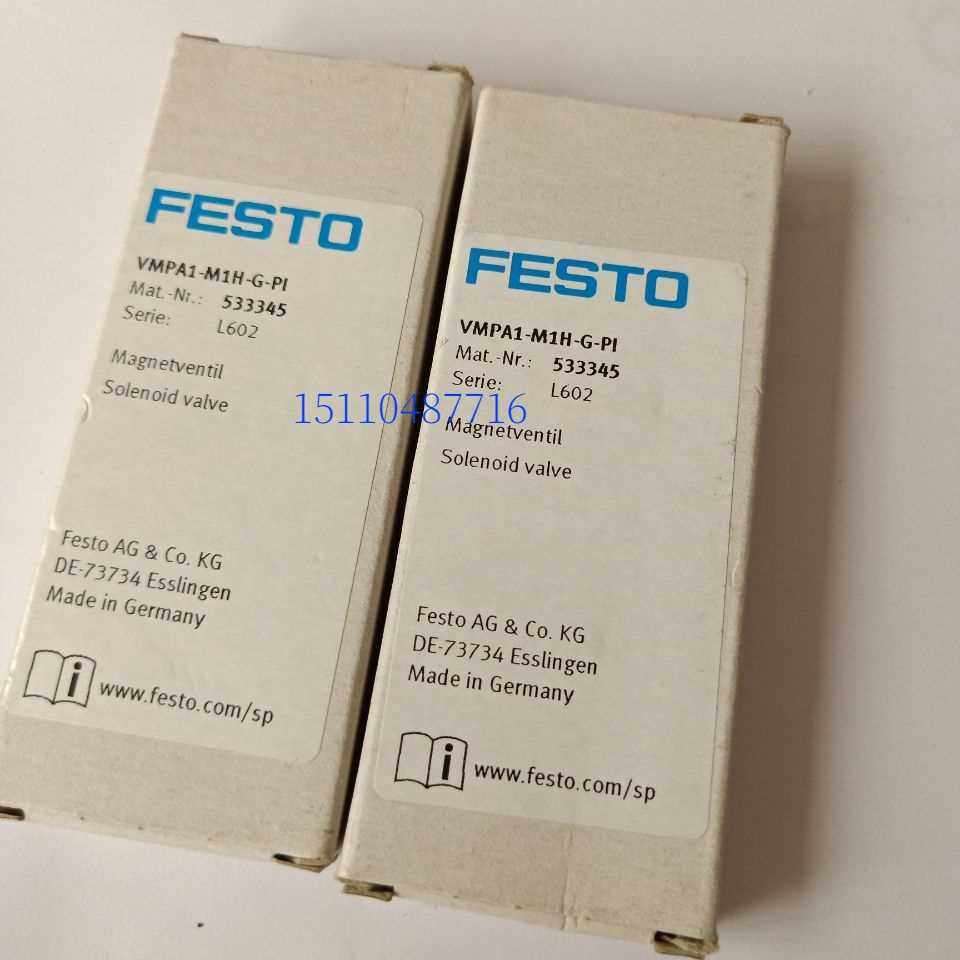 FESTO
VMPA1-M1H-G-PI
Mat.-Nr.: 533345
Serie: L602
Magnetventil
Solenoid valve
Festo AG & Co. KG
DE-73734 Esslingen
Made in Germany
i www.festo.com/sp
FESTO
VMPA1-M1H-G-PI
Mat.-Nr.: 533345
Serie: L602
Magnetventil
Solenoid valve
Festo AG & Co. KG
DE-73734 Esslingen
Made in Germany
i www.festo.com/sp
15110487716